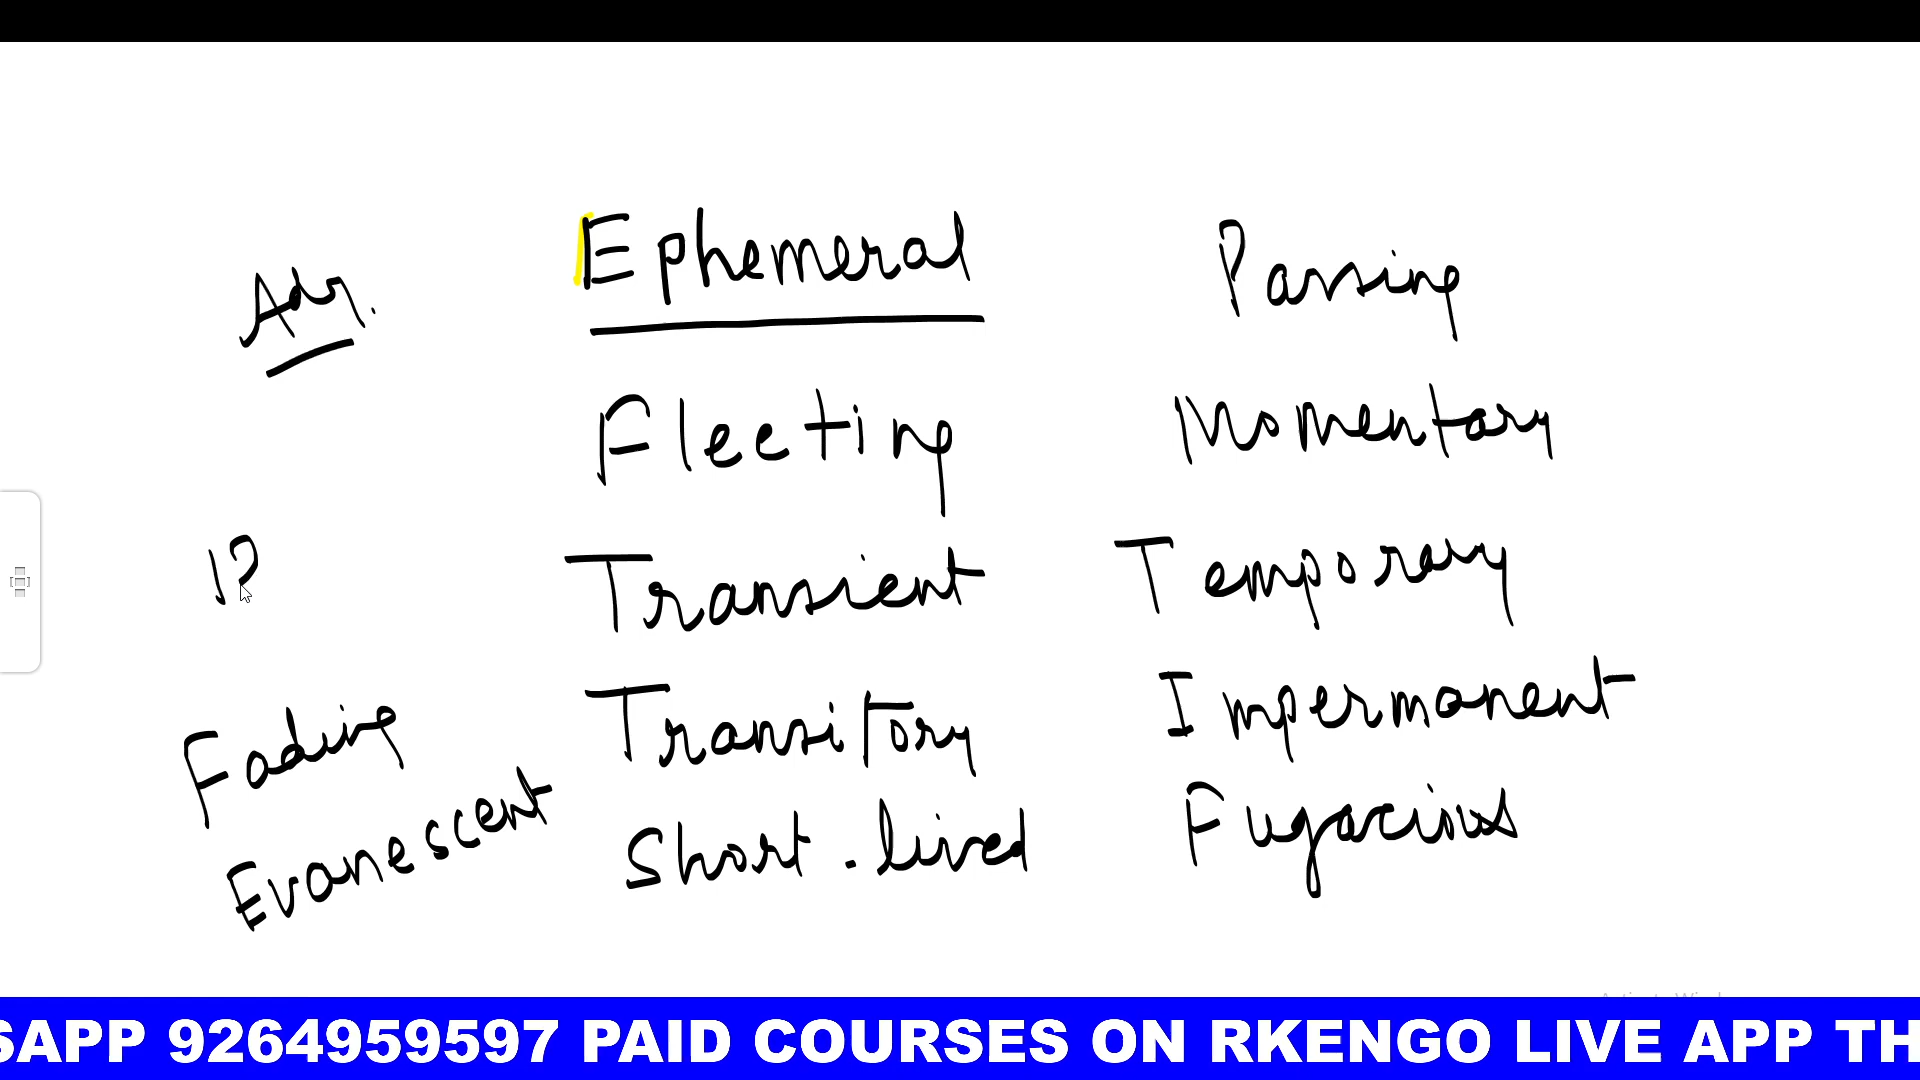 Adj.
Ephemeral
Passing
Fleeting
Momentary
Transient
Temporary
Transitory
Impermanent
Short-lived
Fugacious
Fading
Evanescent
SAPP 9264959597 PAID COURSES ON RKENGO LIVE APP TH